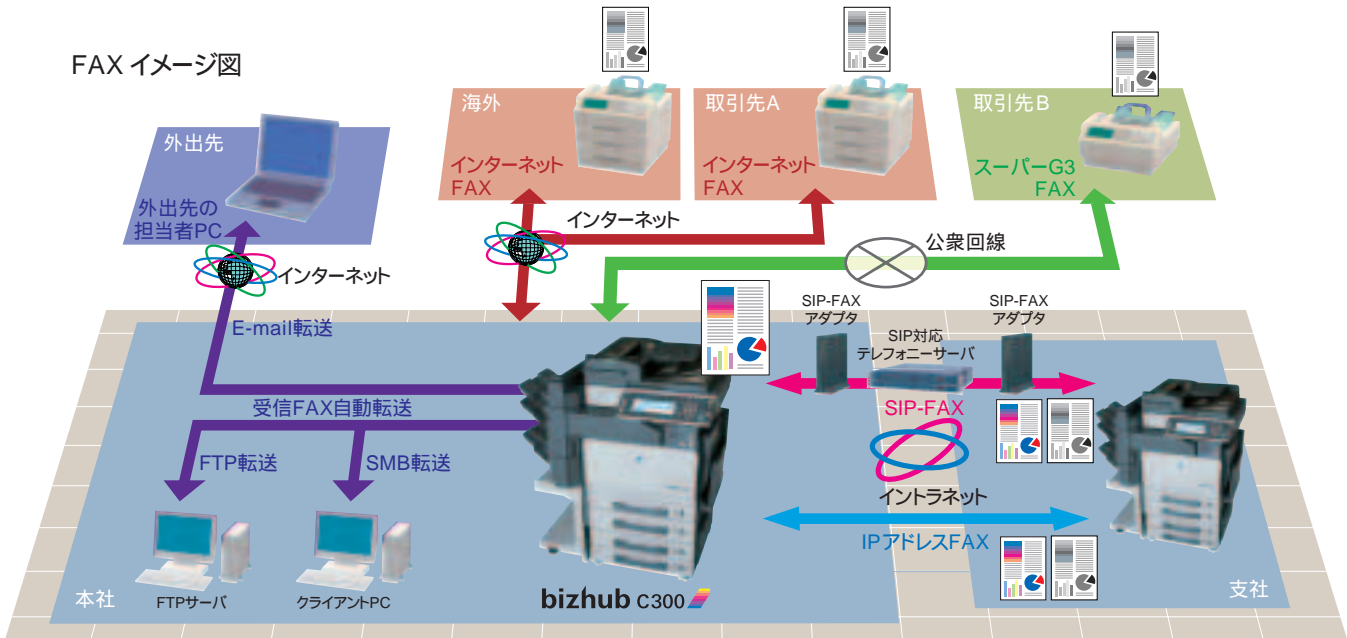 FAX イメージ図
外出先
外出先の
担当者PC
インターネット
E-mail転送
受信FAX自動転送
FTP転送
SMB転送
本社
FTPサーバ
クライアントPC
海外
インターネット
FAX
取引先A
インターネット
FAX
インターネット
取引先B
スーパーG3
FAX
公衆回線
SIP-FAX
アダプタ
SIP対応
テレフォニーサーバ
SIP-FAX
アダプタ
SIP-FAX
イントラネット
IPアドレスFAX
bizhub C300
支社